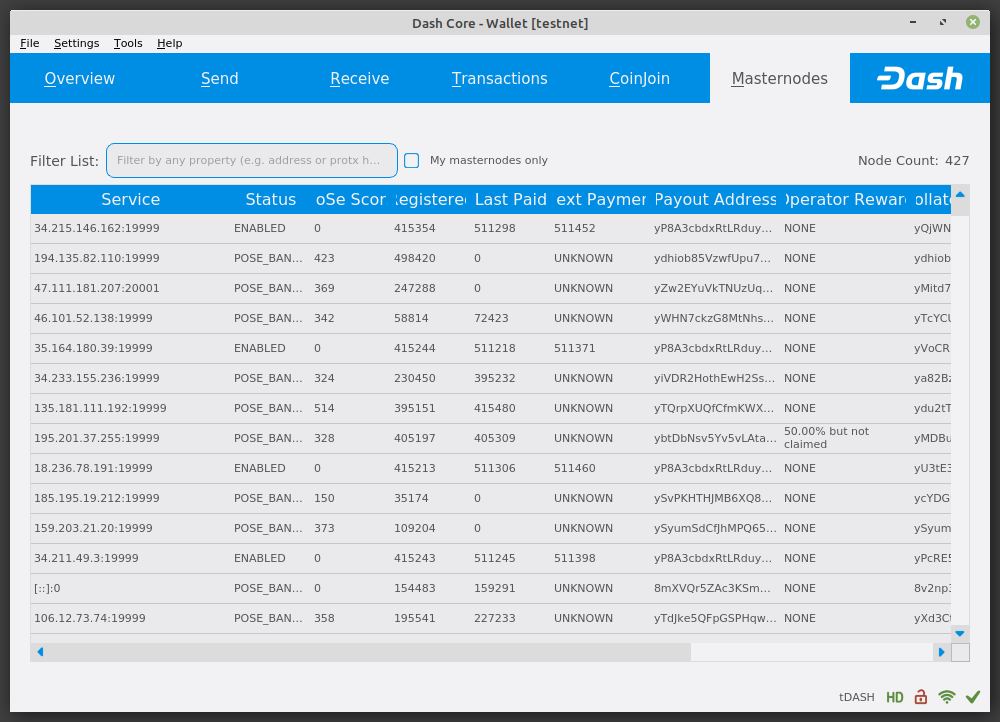 Dash Core - Wallet [testnet]
File Settings Tools Help
Overview Send Receive Transactions CoinJoin Masternodes Dash
Filter List: Filter by any property (e.g. address or protx h... My masternodes only Node Count: 427
Service Status oSe Scor Registered Last Paid ext Paymen Payout Address Operator Reward ollate
34.215.146.162:19999 ENABLED 0 415354 511298 511452 yP8A3cbdxRtLRduy... NONE yQjWN
194.135.82.110:19999 POSE_BAN... 423 498420 0 UNKNOWN ydhiob85VzwfUpu7... NONE ydhiob
47.111.181.207:20001 POSE_BAN... 369 247288 0 UNKNOWN yZw2EYuVkTNUzUq... NONE yMitd7
46.101.52.138:19999 POSE_BAN... 342 58814 72423 UNKNOWN yWHN7ckzG8MtNhs... NONE yTcYCU
35.164.180.39:19999 ENABLED 0 415244 511218 511371 yP8A3cbdxRtLRduy... NONE yVoCR
34.233.155.236:19999 POSE_BAN... 324 230450 395232 UNKNOWN yiVDR2HothEwH2Ss... NONE ya82Bz
135.181.111.192:19999 POSE_BAN... 514 395151 415480 UNKNOWN yTQrpXUQfCfmKWX... NONE ydu2tT
195.201.37.255:19999 POSE_BAN... 328 405197 405309 UNKNOWN ybtDbNsv5Yv5vLAta... 50.00% but not claimed yMDBu
18.236.78.191:19999 ENABLED 0 415213 511306 511460 yP8A3cbdxRtLRduy... NONE yU3tE3
185.195.19.212:19999 POSE_BAN... 150 35174 0 UNKNOWN ySvPKHTHJMB6XQ8... NONE ycYDG
159.203.21.20:19999 POSE_BAN... 373 109204 0 UNKNOWN ySyumSdCfJhMPQ65... NONE ySyum
34.211.49.3:19999 ENABLED 0 415243 511245 511398 yP8A3cbdxRtLRduy... NONE yPcRE5
[::]:0 POSE_BAN... 0 154483 159291 UNKNOWN 8mXVQr5ZAc3KSm... NONE 8v2np3
106.12.73.74:19999 POSE_BAN... 358 195541 227233 UNKNOWN yTdJke5QFpGSPHqw... NONE yXd3Ct
tDASH HD